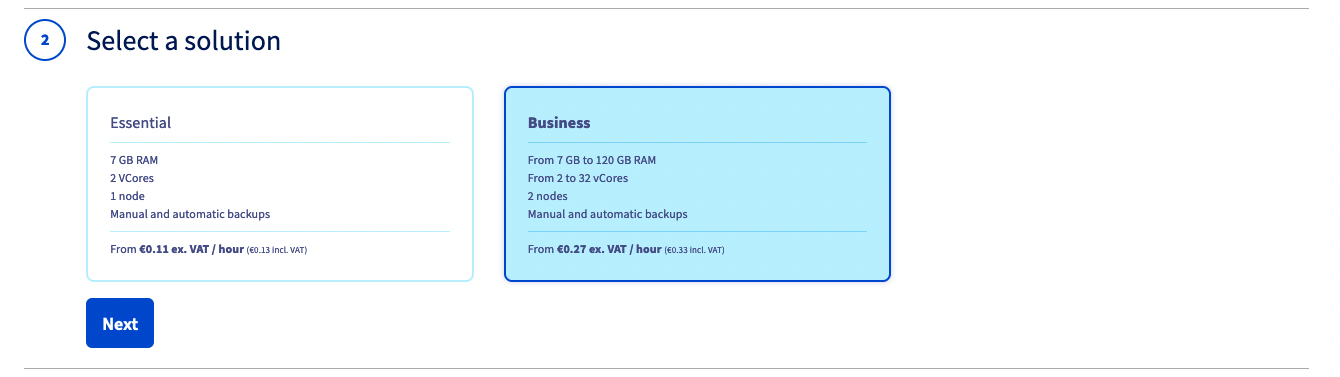 2
Select a solution
Essential
7 GB RAM
2 VCores
1 node
Manual and automatic backups
From €0.11 ex. VAT / hour (€0.13 incl. VAT)
Business
From 7 GB to 120 GB RAM
From 2 to 32 vCores
2 nodes
Manual and automatic backups
From €0.27 ex. VAT / hour (€0.33 incl. VAT)
Next